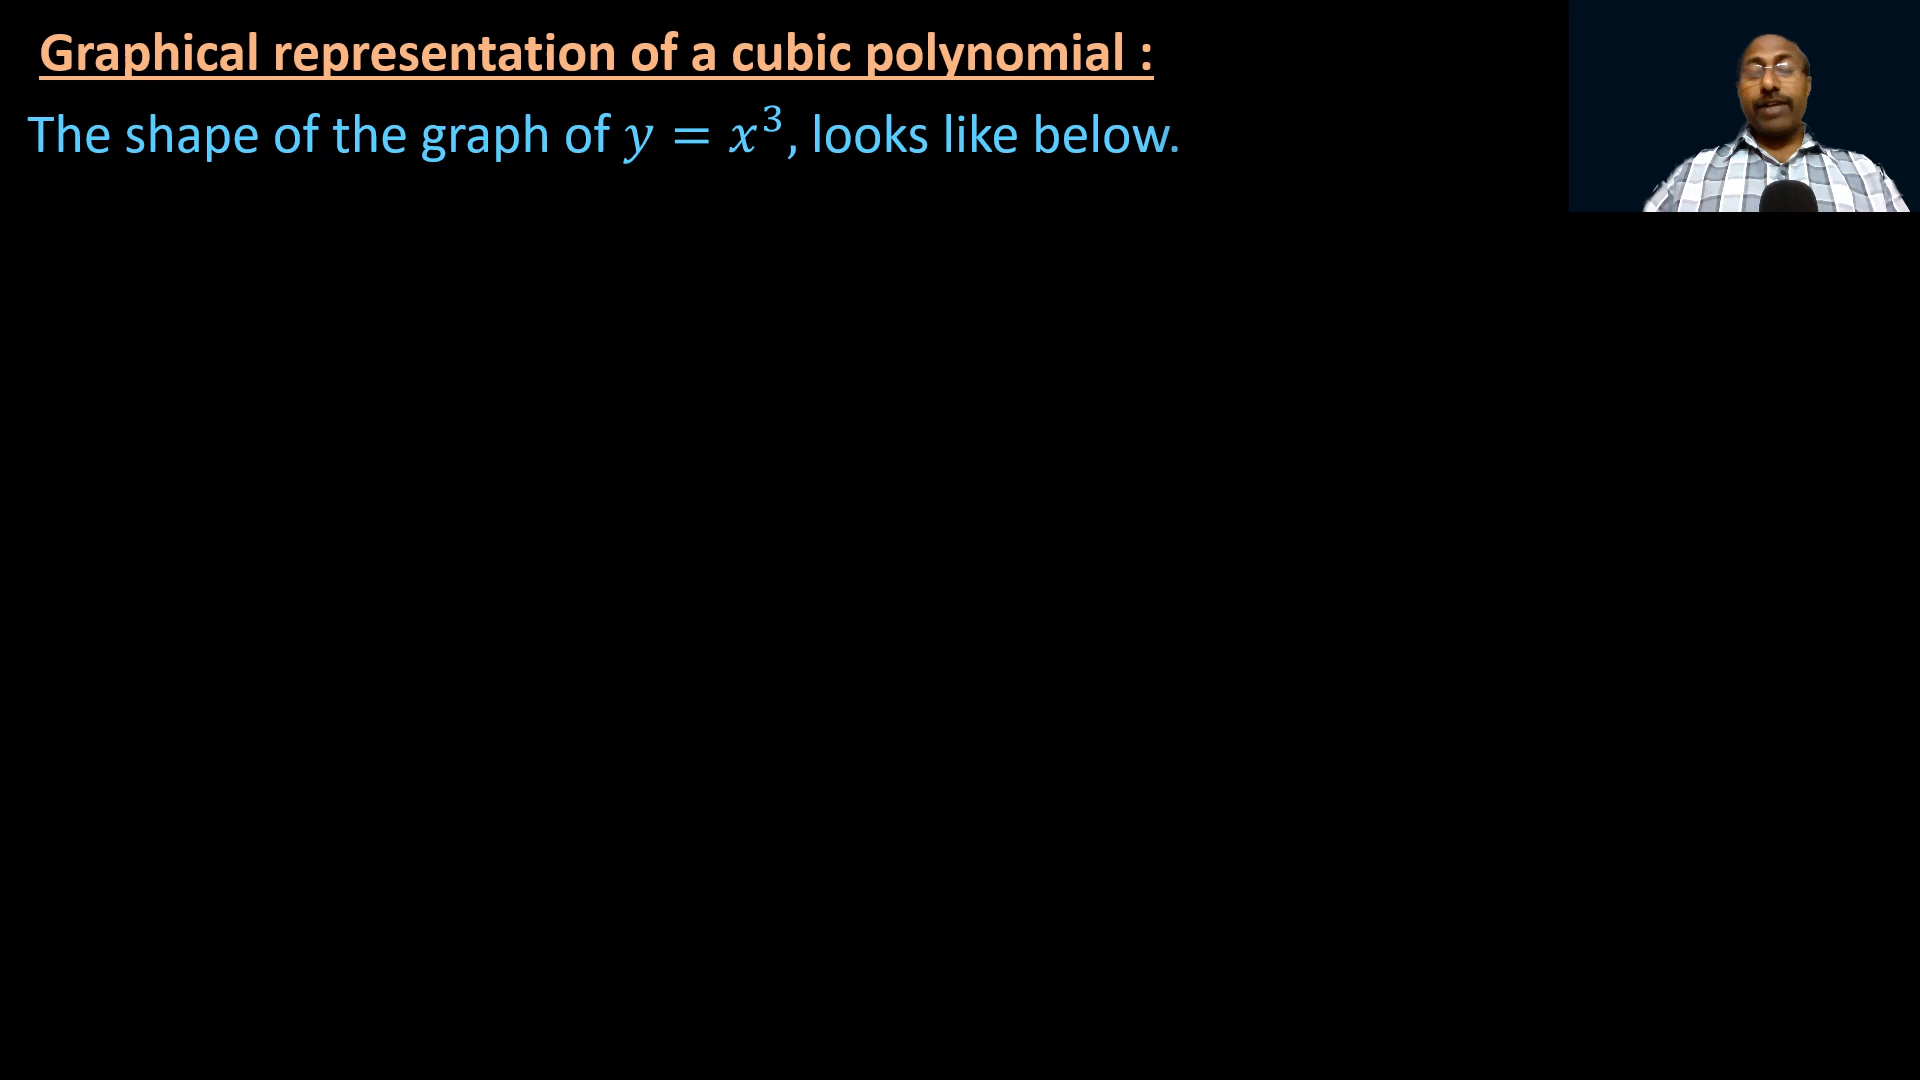 Graphical representation of a cubic polynomial :
The shape of the graph of y = x³, looks like below.